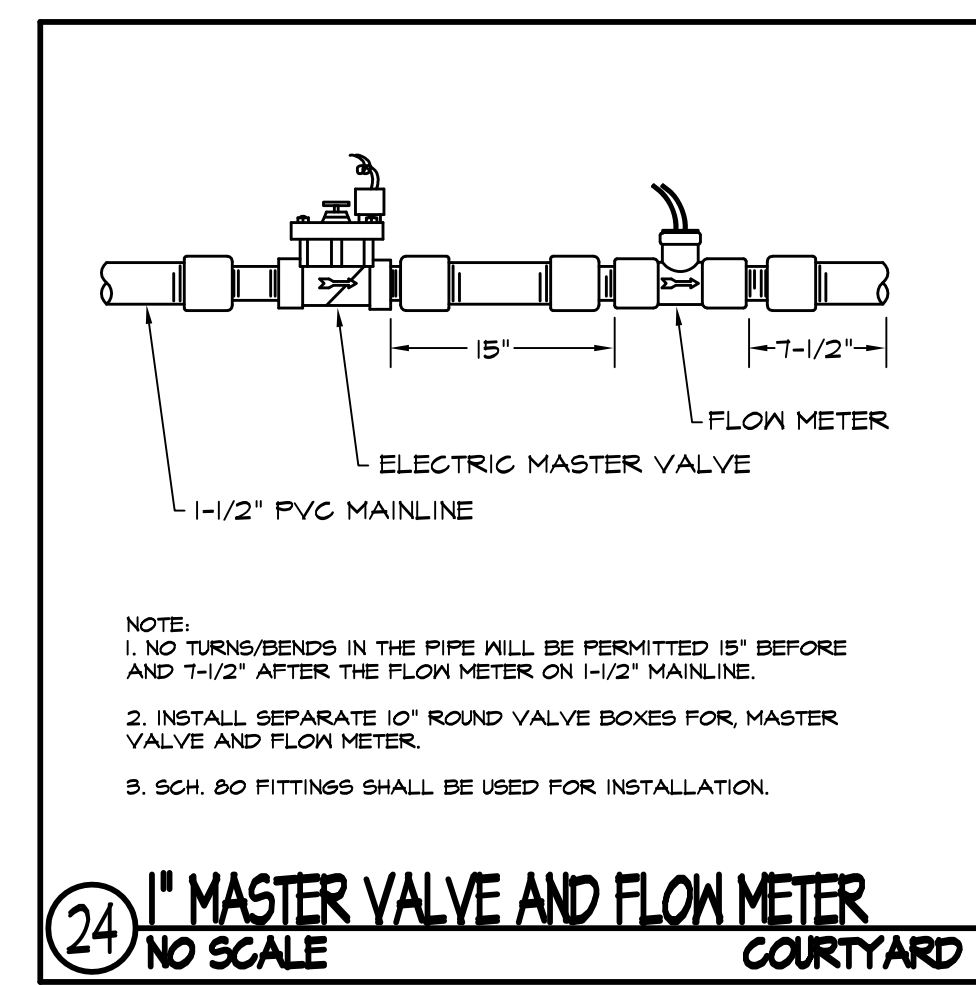 15"
7-1/2"
FLOW METER
ELECTRIC MASTER VALVE
1-1/2" PVC MAINLINE
NOTE:
1. NO TURNS/BENDS IN THE PIPE WILL BE PERMITTED 15" BEFORE
AND 7-1/2" AFTER THE FLOW METER ON 1-1/2" MAINLINE.
2. INSTALL SEPARATE 10" ROUND VALVE BOXES FOR, MASTER
VALVE AND FLOW METER.
3. SCH. 80 FITTINGS SHALL BE USED FOR INSTALLATION.
24 1" MASTER VALVE AND FLOW METER
NO SCALE COURTYARD